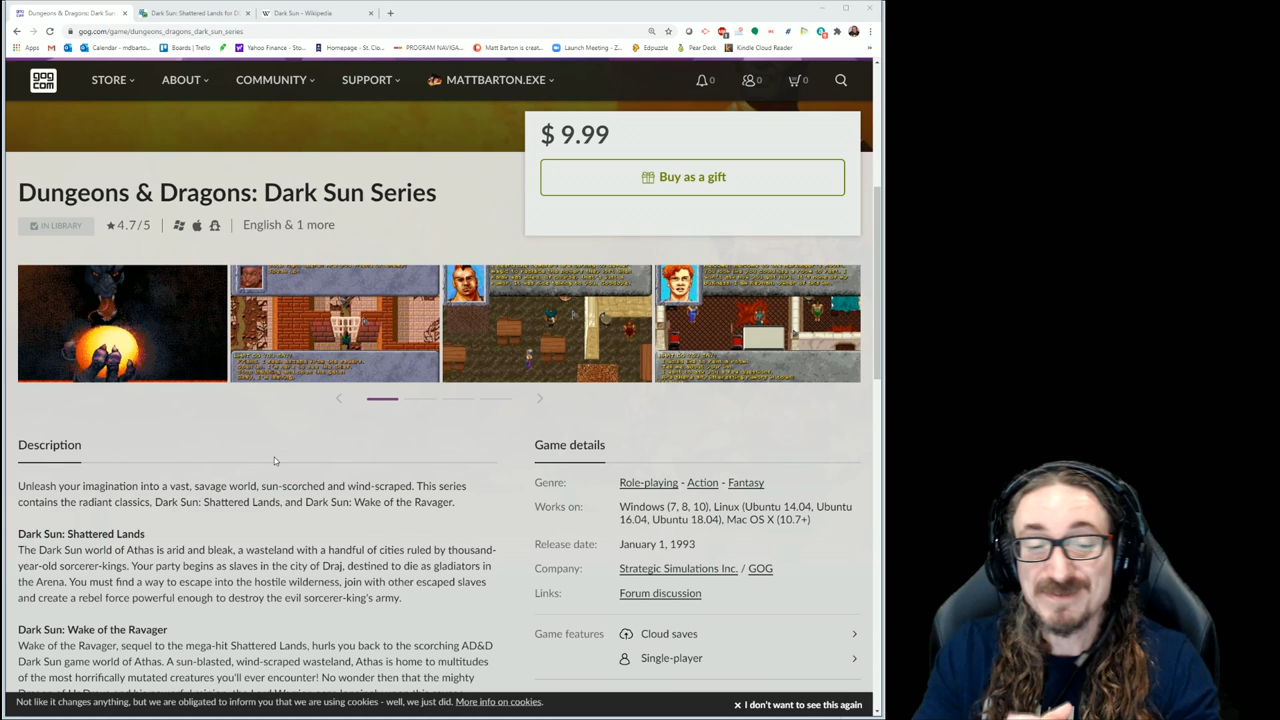 Dungeons & Dragons: Dark Sun
Dark Sun: Shattered Lands for D
Dark Sun - Wikipedia
gog.com/game/dungeons_dragons_dark_sun_series
Apps
Calendar - mdbarto...
Boards | Trello
Yahoo Finance - Sto...
Homepage - St. Clo...
PROGRAM NAVIGA...
Matt Barton is creat...
Launch Meeting - Z...
Edpuzzle
Pear Deck
Kindle Cloud Reader
gog com
STORE
ABOUT
COMMUNITY
SUPPORT
MATTBARTON.EXE
0
0
0
$ 9.99
Buy as a gift
Dungeons & Dragons: Dark Sun Series
IN LIBRARY
★4.7/5
English & 1 more
Description
Unleash your imagination into a vast, savage world, sun-scorched and wind-scraped. This series
contains the radiant classics, Dark Sun: Shattered Lands, and Dark Sun: Wake of the Ravager.
Dark Sun: Shattered Lands
The Dark Sun world of Athas is arid and bleak, a wasteland with a handful of cities ruled by thousand-
year-old sorcerer-kings. Your party begins as slaves in the city of Draj, destined to die as gladiators
in the Arena. You must find a way to escape into the hostile wilderness, join with other escaped slaves
and create a rebel force powerful enough to destroy the evil sorcerer-king's army.
Dark Sun: Wake of the Ravager
Wake of the Ravager, sequel to the mega-hit Shattered Lands, hurls you back to the scorching AD&D
Dark Sun game world of Athas. A sun-blasted, wind-scraped wasteland, Athas is home to multitudes
of the most horrifically mutated creatures you'll ever encounter! No wonder then that the mighty
Game details
Genre: Role-playing - Action - Fantasy
Works on: Windows (7, 8, 10), Linux (Ubuntu 14.04, Ubuntu
16.04, Ubuntu 18.04), Mac OS X (10.7+)
Release date: January 1, 1993
Company: Strategic Simulations Inc. / GOG
Links: Forum discussion
Game features Cloud saves
Single-player
Not like it changes anything, but we are obligated to inform you that we are using cookies - well, we just did. More info on cookies.
I don't want to see this again